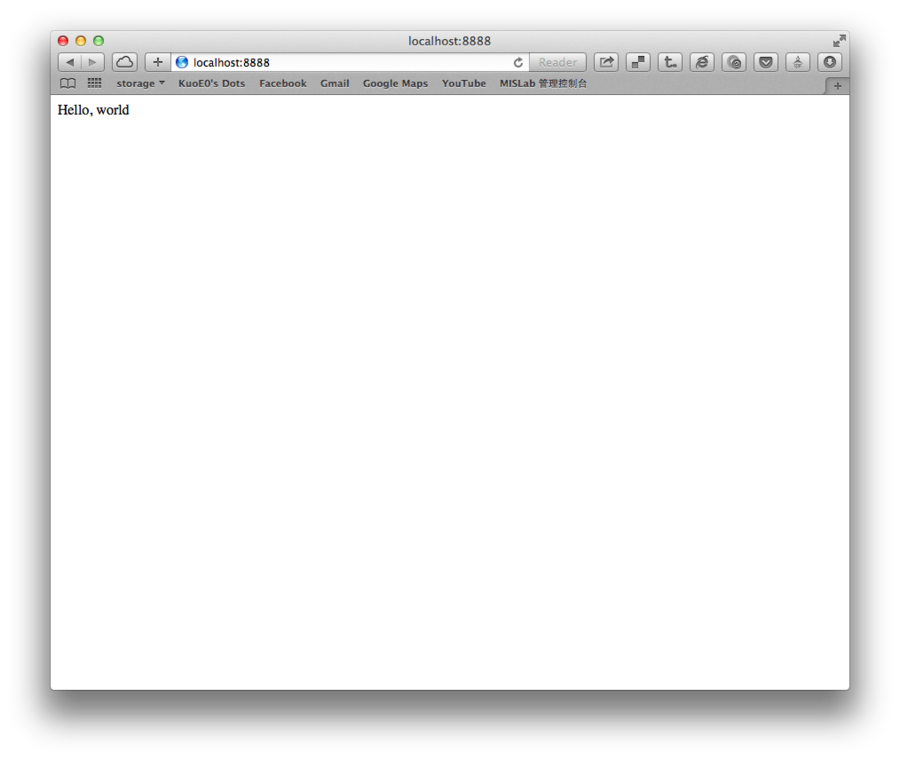 localhost:8888
localhost:8888 Reader
storage KuoE0's Dots Facebook Gmail Google Maps YouTube MISLab 管理控制台
Hello, world